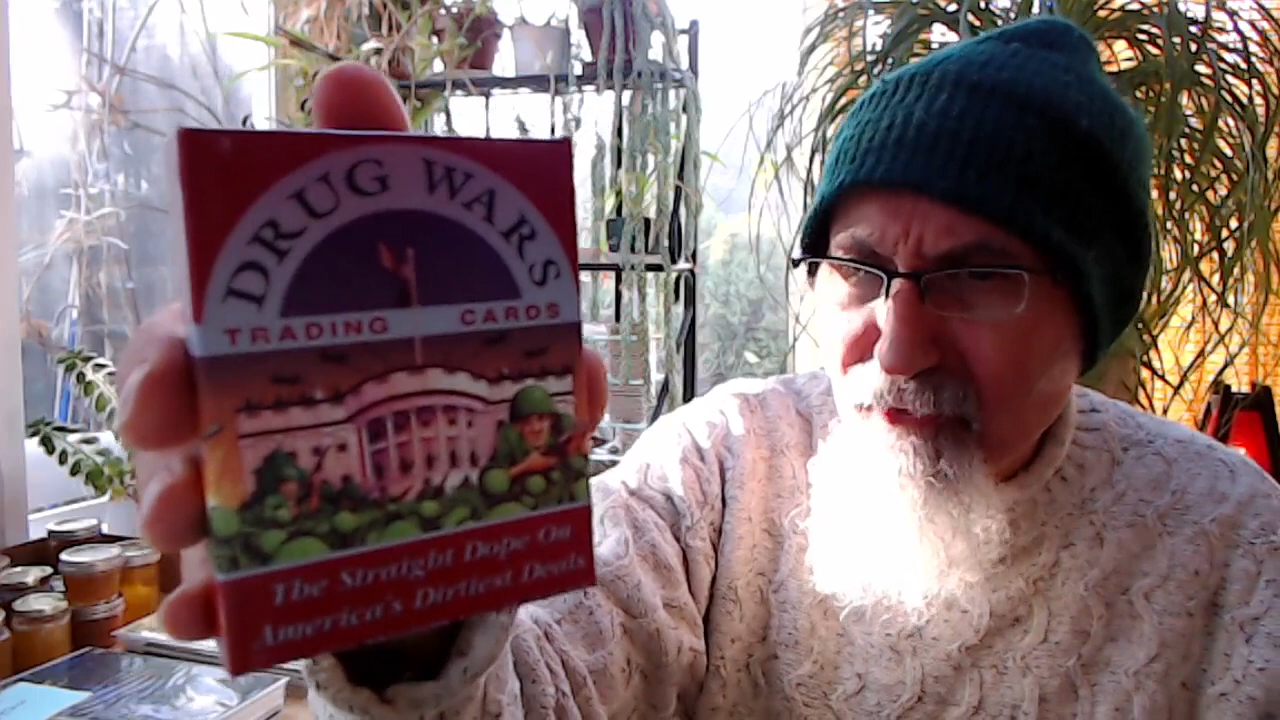 DRUG WARS
TRADING CARDS
The Straight Dope On
America's Dirtiest Deals